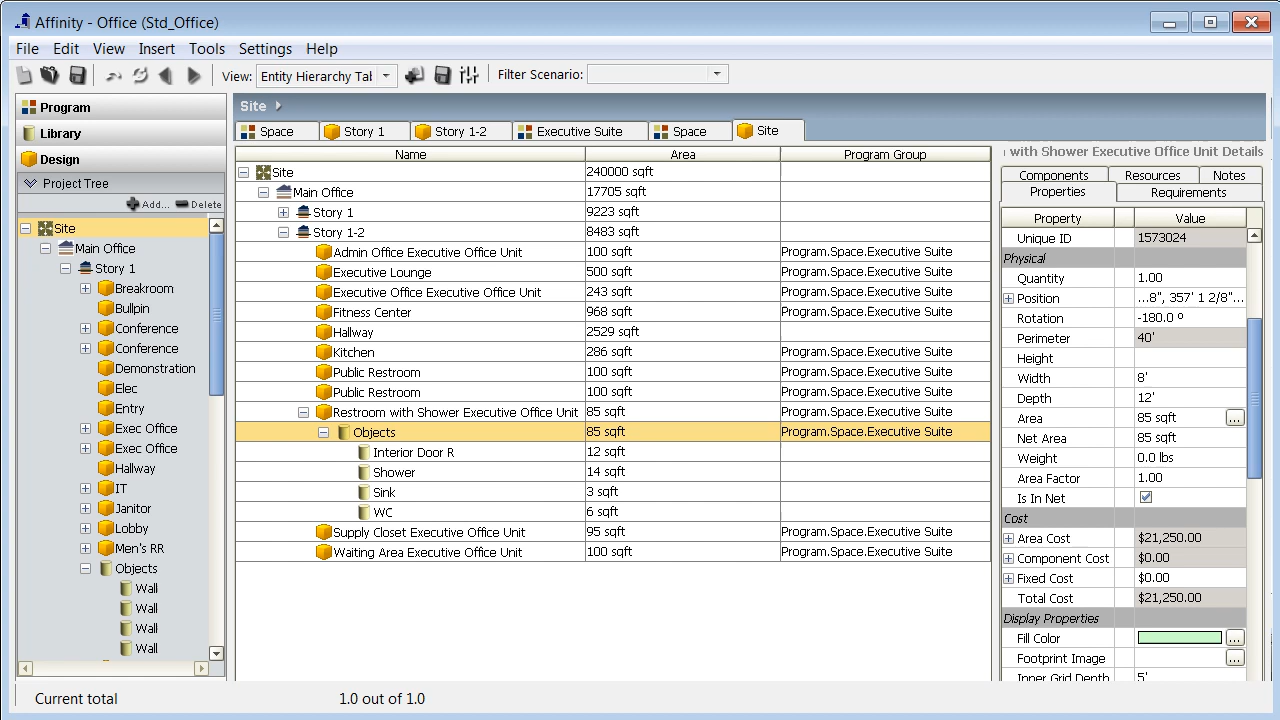 Affinity - Office (Std_Office)
File Edit View Insert Tools Settings Help
View: Entity Hierarchy Tab Filter Scenario:
Program
Library
Design
Project Tree
Add... Delete
Site
Main Office
Story 1
Breakroom
Bullpin
Conference
Conference
Demonstration
Elec
Entry
Exec Office
Exec Office
Hallway
IT
Janitor
Lobby
Men's RR
Objects
Wall
Wall
Wall
Wall
Site
Space Story 1 Story 1-2 Executive Suite Space Site
Name Area Program Group
Site 240000 sqft
Main Office 17705 sqft
Story 1 9223 sqft
Story 1-2 8483 sqft
Admin Office Executive Office Unit 100 sqft Program.Space.Executive Suite
Executive Lounge 500 sqft Program.Space.Executive Suite
Executive Office Executive Office Unit 243 sqft Program.Space.Executive Suite
Fitness Center 968 sqft Program.Space.Executive Suite
Hallway 2529 sqft
Kitchen 286 sqft Program.Space.Executive Suite
Public Restroom 100 sqft Program.Space.Executive Suite
Public Restroom 100 sqft Program.Space.Executive Suite
Restroom with Shower Executive Office Unit 85 sqft Program.Space.Executive Suite
Objects 85 sqft Program.Space.Executive Suite
Interior Door R 12 sqft
Shower 14 sqft
Sink 3 sqft
WC 6 sqft
Supply Closet Executive Office Unit 95 sqft Program.Space.Executive Suite
Waiting Area Executive Office Unit 100 sqft Program.Space.Executive Suite
with Shower Executive Office Unit Details
Components Resources Notes
Properties Requirements
Property Value
Unique ID 1573024
Physical
Quantity 1.00
Position ...8", 357' 1 2/8"...
Rotation -180.0 º
Perimeter 40'
Height
Width 8'
Depth 12'
Area 85 sqft ...
Net Area 85 sqft
Weight 0.0 lbs
Area Factor 1.00
Is In Net
Cost
Area Cost $21,250.00
Component Cost $0.00
Fixed Cost $0.00
Total Cost $21,250.00
Display Properties
Fill Color ...
Footprint Image ...
Inner Grid Depth 5'
Current total 1.0 out of 1.0